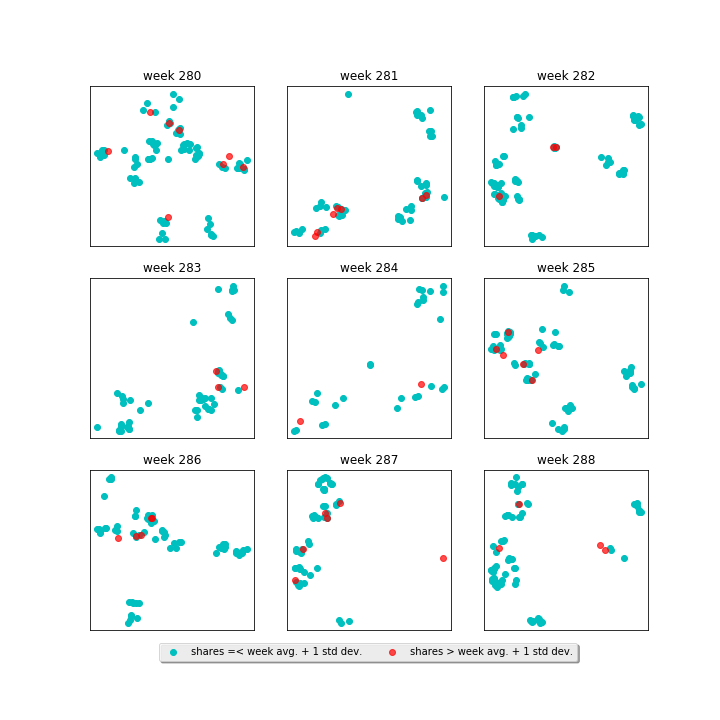 week 280
week 281
week 282
week 283
week 284
week 285
week 286
week 287
week 288
shares =< week avg. + 1 std dev.
shares > week avg. + 1 std dev.